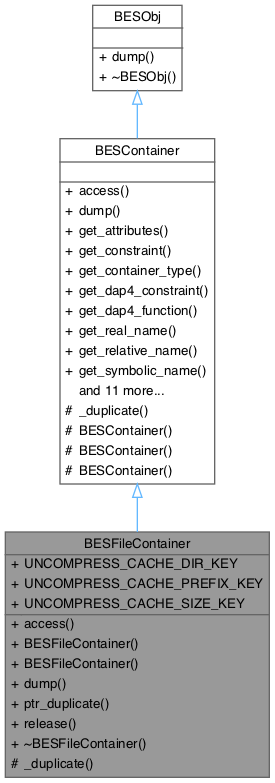 BESObj
+ dump()
+ ~BESObj()
BESContainer
+ access()
+ dump()
+ get_attributes()
+ get_constraint()
+ get_container_type()
+ get_dap4_constraint()
+ get_dap4_function()
+ get_real_name()
+ get_relative_name()
+ get_symbolic_name()
and 11 more...
# _duplicate()
# BESContainer()
# BESContainer()
# BESContainer()
BESFileContainer
+ UNCOMPRESS_CACHE_DIR_KEY
+ UNCOMPRESS_CACHE_PREFIX_KEY
+ UNCOMPRESS_CACHE_SIZE_KEY
+ access()
+ BESFileContainer()
+ BESFileContainer()
+ dump()
+ ptr_duplicate()
+ release()
+ ~BESFileContainer()
# _duplicate()